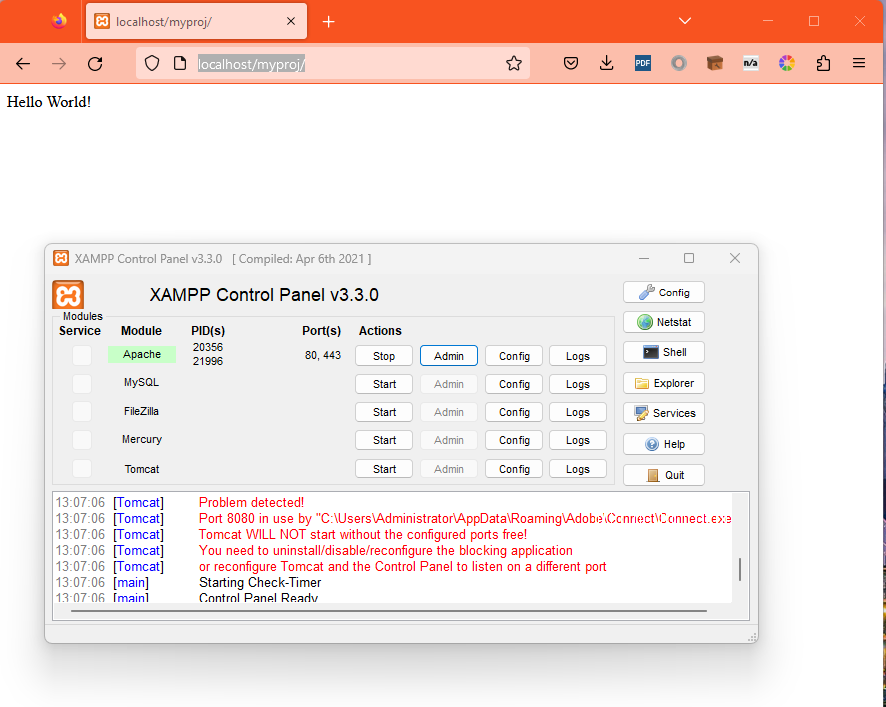 localhost/myproj/
localhost/myproj/
PDF
n/a
Hello World!
XAMPP Control Panel v3.3.0 [ Compiled: Apr 6th 2021 ]
XAMPP Control Panel v3.3.0
Config
Modules
Service Module PID(s) Port(s) Actions
Netstat
Apache 20356 21996 80, 443 Stop Admin Config Logs
Shell
MySQL Start Admin Config Logs
Explorer
FileZilla Start Admin Config Logs
Services
Mercury Start Admin Config Logs
Help
Tomcat Start Admin Config Logs
Quit
13:07:06 [Tomcat] Problem detected!
13:07:06 [Tomcat] Port 8080 in use by "C:\Users\Administrator\AppData\Roaming\Adobe\Connect\Connect.exe
13:07:06 [Tomcat] Tomcat WILL NOT start without the configured ports free!
13:07:06 [Tomcat] You need to uninstall/disable/reconfigure the blocking application
13:07:06 [Tomcat] or reconfigure Tomcat and the Control Panel to listen on a different port
13:07:06 [main] Starting Check-Timer
13:07:06 [main] Control Panel Ready